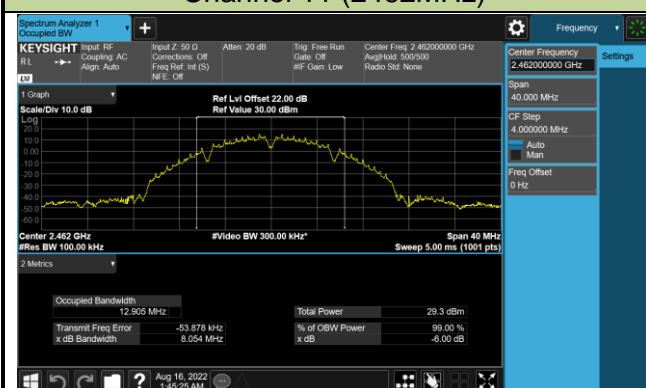 Channel 11 (2462MHz)
Spectrum Analyzer 1
Occupied BW
Frequency
KEYSIGHT
R L
LXI
Input: RF
Coupling: AC
Align: Auto
Input Z: 50 Ω
Corrections: Off
Freq Ref: Int (S)
NFE: Off
Atten: 20 dB
Trig: Free Run
Gate: Off
#IF Gain: Low
Center Freq: 2.462000000 GHz
Avg|Hold: 500/500
Radio Std: None
Center Frequency
2.462000000 GHz
Settings
Span
40.000 MHz
CF Step
4.000000 MHz
Auto
Man
Freq Offset
0 Hz
1 Graph
Scale/Div 10.0 dB
Ref Lvl Offset 22.00 dB
Ref Value 30.00 dBm
Log
20.0
10.0
0.00
-10.0
-20.0
-30.0
-40.0
-50.0
-60.0
Center 2.462 GHz
#Res BW 100.00 kHz
#Video BW 300.00 kHz*
Span 40 MHz
Sweep 5.00 ms (1001 pts)
2 Metrics
Occupied Bandwidth
12.905 MHz
Total Power 29.3 dBm
Transmit Freq Error -53.878 kHz
% of OBW Power 99.00 %
x dB Bandwidth 8.054 MHz
x dB -6.00 dB
Aug 16, 2022
1:45:25 AM